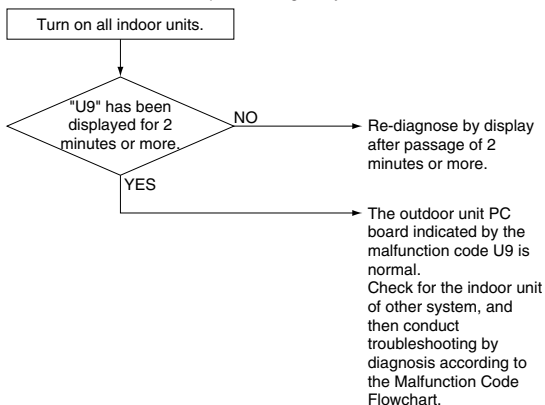 Turn on all indoor units.
"U9" has been
displayed for 2
minutes or more.
NO
Re-diagnose by display
after passage of 2
minutes or more.
YES
The outdoor unit PC
board indicated by the
malfunction code U9 is
normal.
Check for the indoor unit
of other system, and
then conduct
troubleshooting by
diagnosis according to
the Malfunction Code
Flowchart.